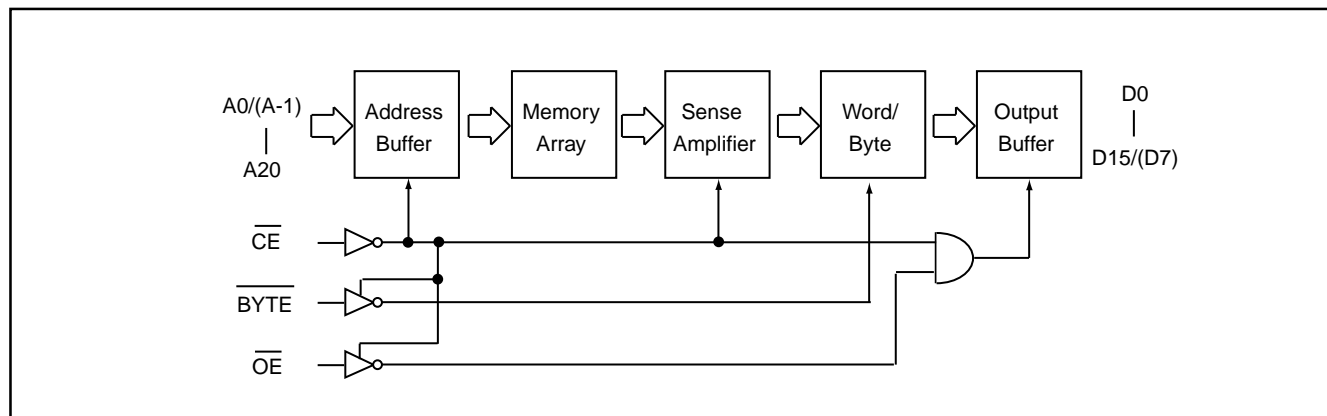 A0/(A-1)
A20
Address
Buffer
Memory
Array
Sense
Amplifier
Word/
Byte
Output
Buffer
D0
D15/(D7)
CE
BYTE
OE